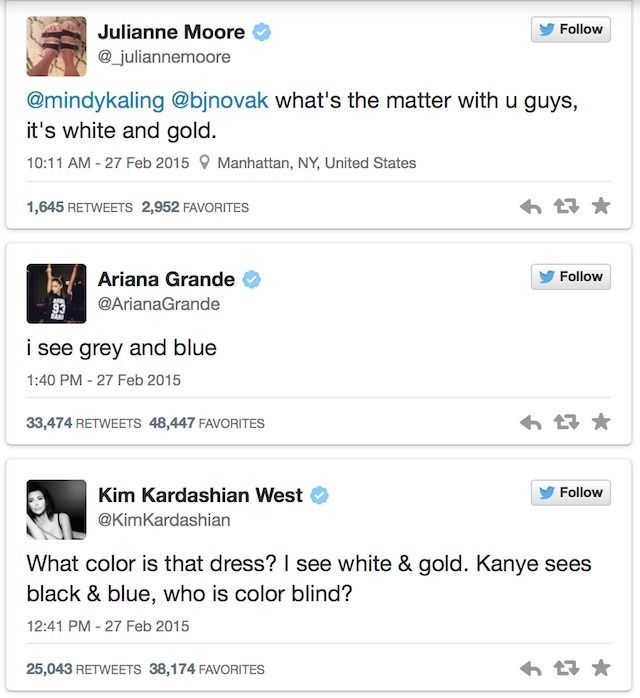 Julianne Moore
Follow
@_juliannemoore
@mindykaling @bjnovak what's the matter with u guys,
it's white and gold.
10:11 AM - 27 Feb 2015 Manhattan, NY, United States
1,645 RETWEETS 2,952 FAVORITES
Ariana Grande
Follow
@ArianaGrande
i see grey and blue
1:40 PM - 27 Feb 2015
33,474 RETWEETS 48,447 FAVORITES
Kim Kardashian West
Follow
@KimKardashian
What color is that dress? I see white & gold. Kanye sees
black & blue, who is color blind?
12:41 PM - 27 Feb 2015
25,043 RETWEETS 38,174 FAVORITES